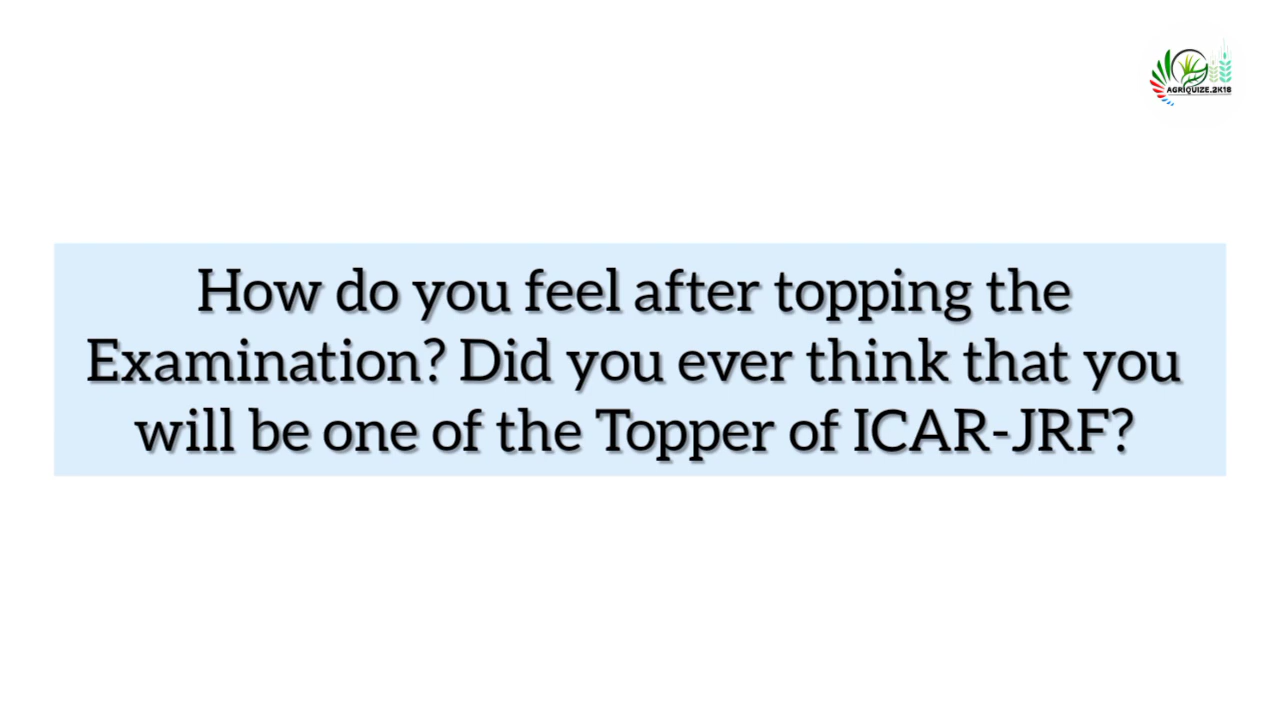 AGRIQUIZE.2K18
How do you feel after topping the
Examination? Did you ever think that you
will be one of the Topper of ICAR-JRF?